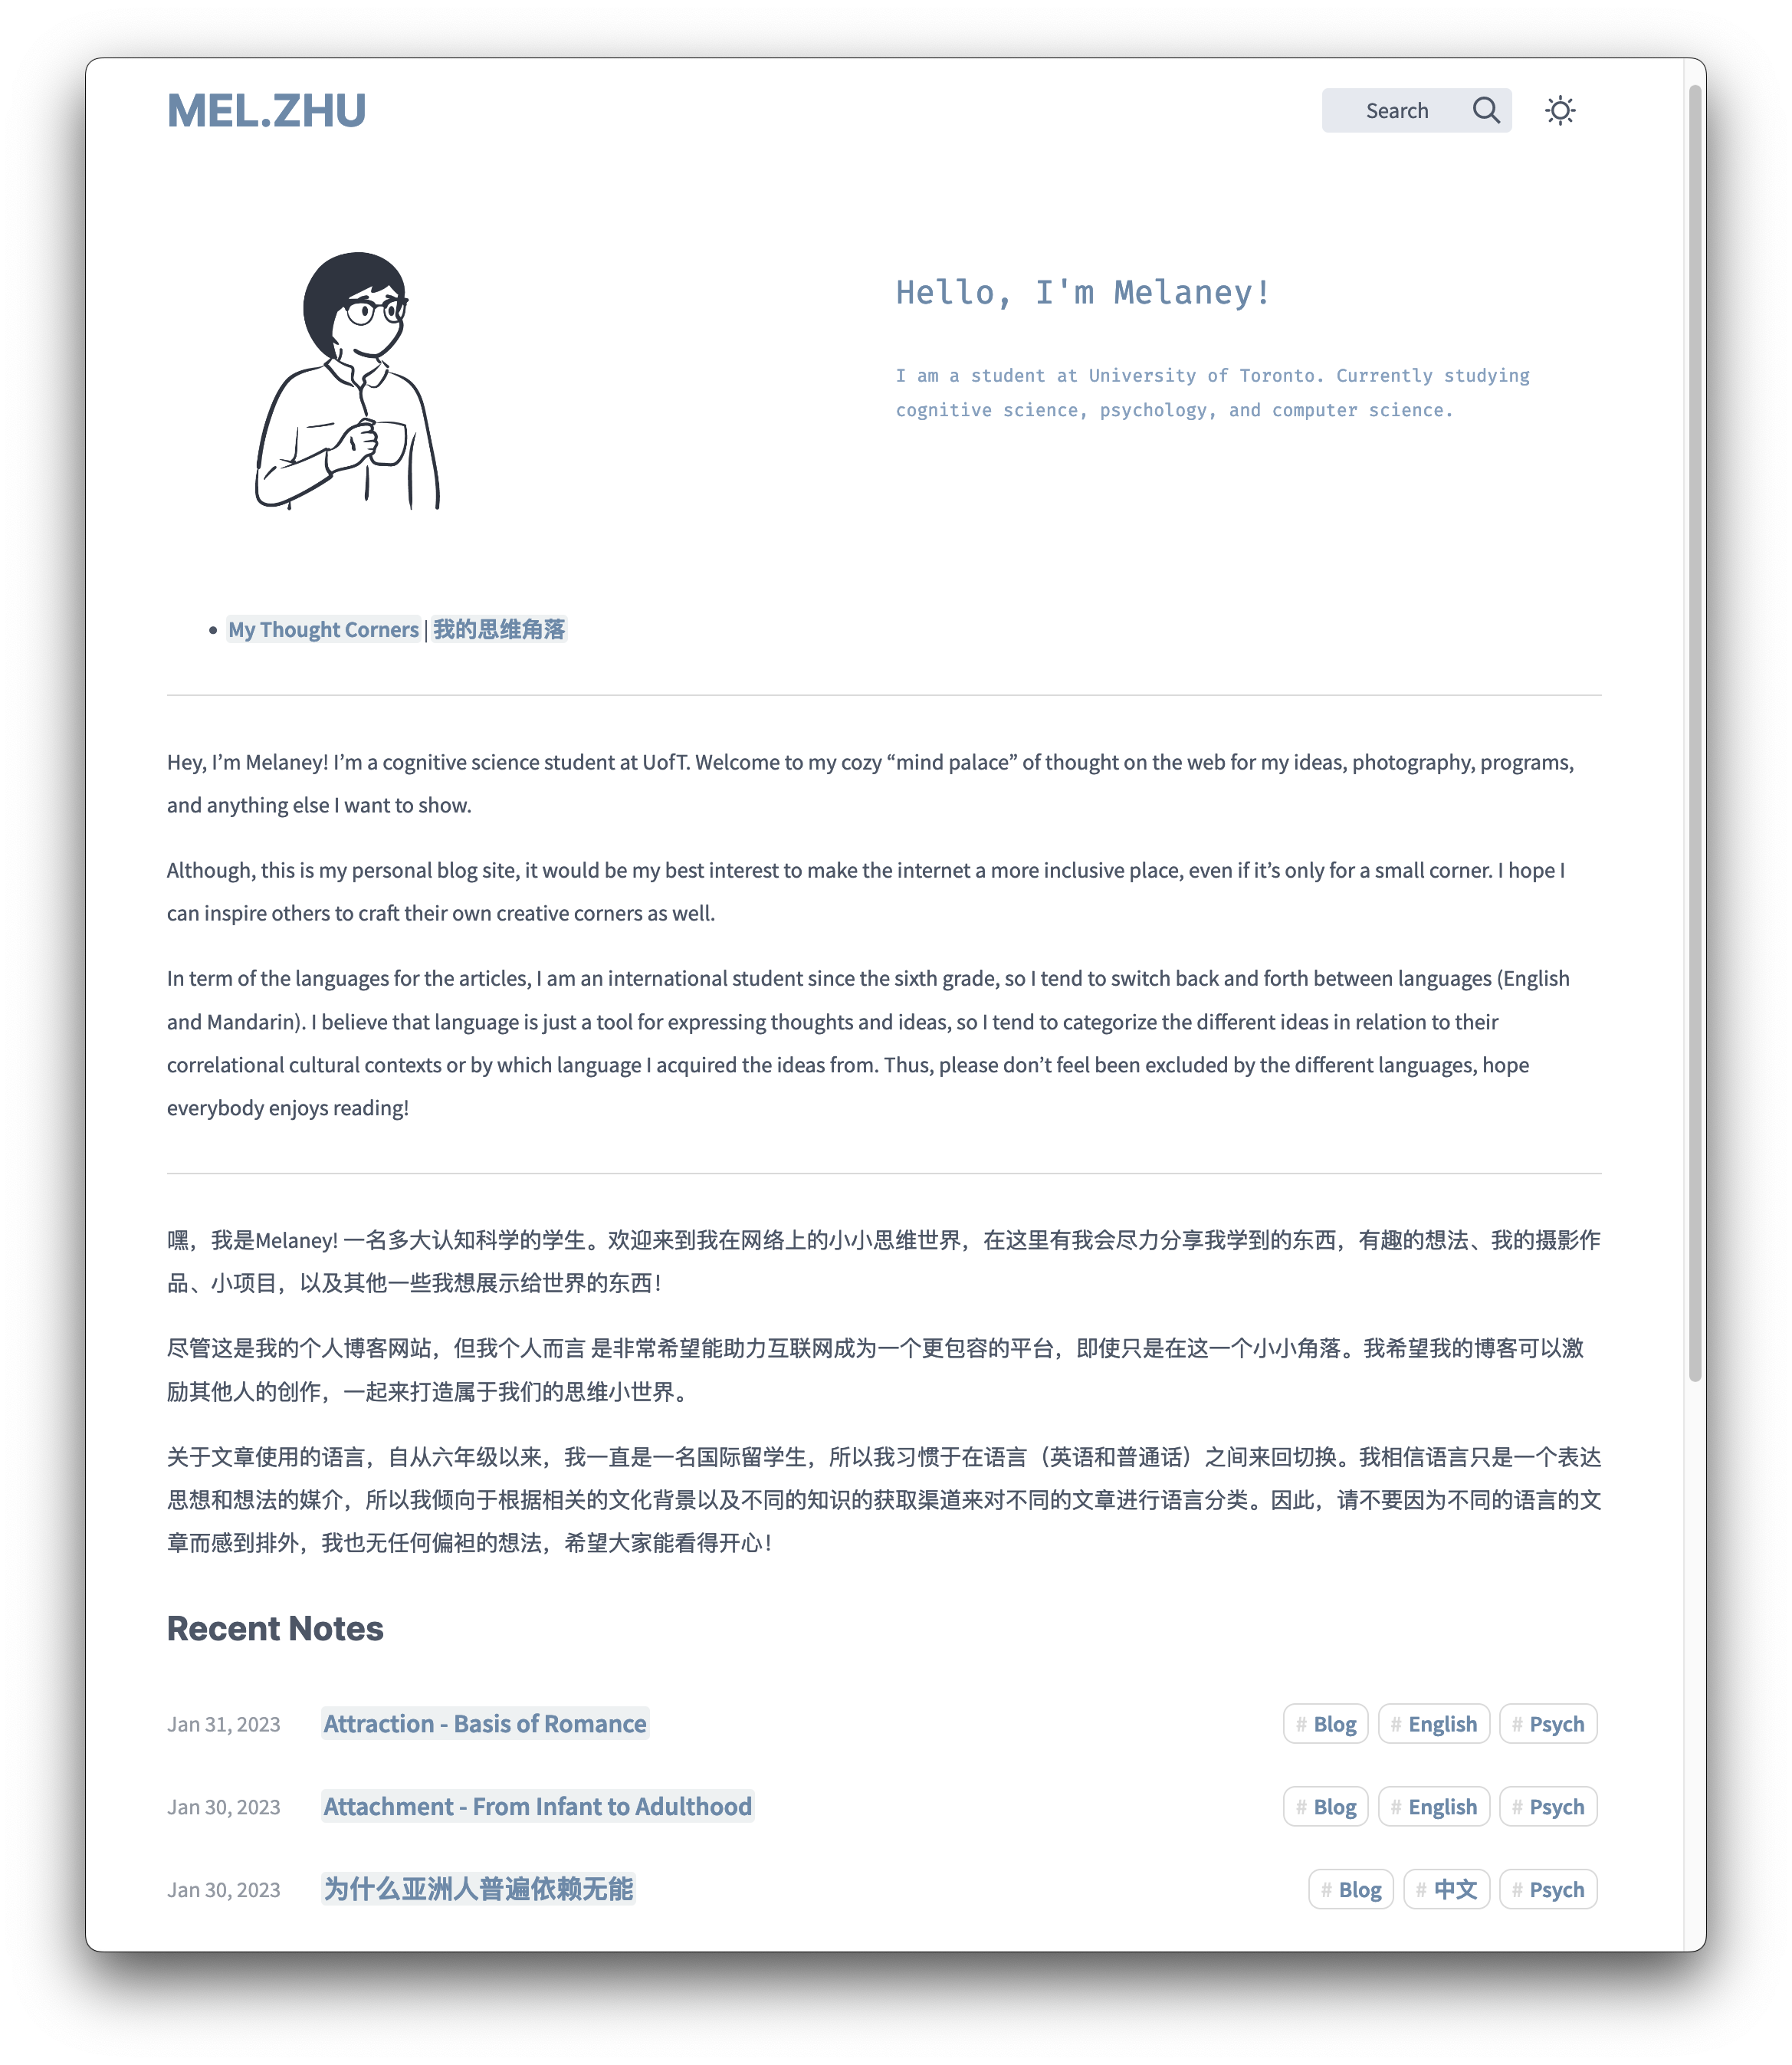 MEL.ZHU
Search
Hello, I'm Melaney!
I am a student at University of Toronto. Currently studying
cognitive science, psychology, and computer science.
My Thought Corners | 我的思维角落
Hey, I’m Melaney! I’m a cognitive science student at UofT. Welcome to my cozy “mind palace” of thought on the web for my ideas, photography, programs,
and anything else I want to show.
Although, this is my personal blog site, it would be my best interest to make the internet a more inclusive place, even if it’s only for a small corner. I hope I
can inspire others to craft their own creative corners as well.
In term of the languages for the articles, I am an international student since the sixth grade, so I tend to switch back and forth between languages (English
and Mandarin). I believe that language is just a tool for expressing thoughts and ideas, so I tend to categorize the different ideas in relation to their
correlational cultural contexts or by which language I acquired the ideas from. Thus, please don’t feel been excluded by the different languages, hope
everybody enjoys reading!
嘿，我是Melaney! 一名多大认知科学的学生。欢迎来到我在网络上的小小思维世界，在这里有我会尽力分享我学到的东西，有趣的想法、我的摄影作
品、小项目，以及其他一些我想展示给世界的东西！
尽管这是我的个人博客网站，但我个人而言 是非常希望能助力互联网成为一个更包容的平台，即使只是在这一个小小角落。我希望我的博客可以激
励其他人的创作，一起来打造属于我们的思维小世界。
关于文章使用的语言，自从六年级以来，我一直是一名国际留学生，所以我习惯于在语言（英语和普通话）之间来回切换。我相信语言只是一个表达
思想和想法的媒介，所以我倾向于根据相关的文化背景以及不同的知识的获取渠道来对不同的文章进行语言分类。因此，请不要因为不同的语言的文
章而感到排外，我也无任何偏袒的想法，希望大家能看得开心！
Recent Notes
Jan 31, 2023 Attraction - Basis of Romance # Blog # English # Psych
Jan 30, 2023 Attachment - From Infant to Adulthood # Blog # English # Psych
Jan 30, 2023 为什么亚洲人普遍依赖无能 # Blog # 中文 # Psych